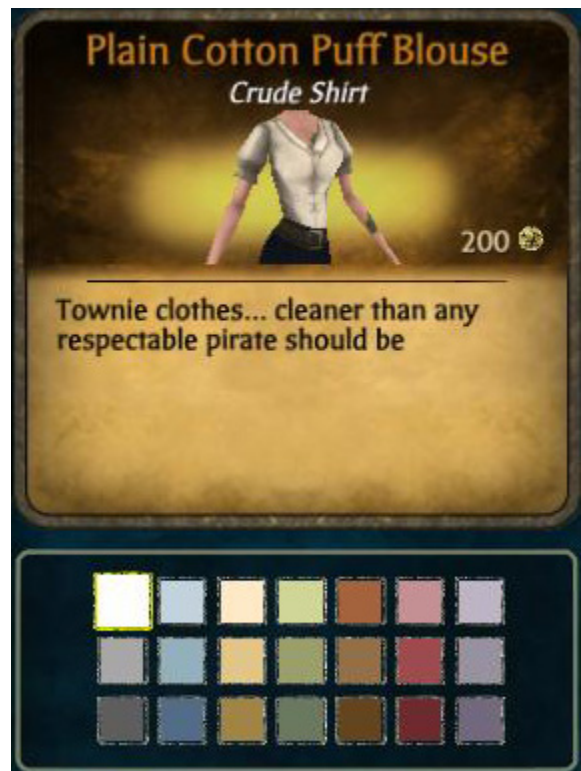 Plain Cotton Puff Blouse
Crude Shirt
200
Townie clothes... cleaner than any
respectable pirate should be